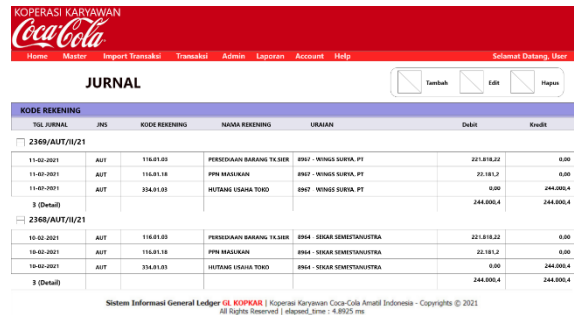 KOPERASI KARYAWAN
Coca-Cola
Home Master Import Transaksi Transaksi Admin Laporan Account Help Selamat Datang, User
JURNAL
Tambah Edit Hapus
KODE REKENING
TGL JURNAL JNS KODE REKENING NAMA REKENING URAIAN Debit Kredit
2369/AUT/II/21
11-02-2021 AUT 116.01.03 PERSEDIAAN BARANG TK.SIER 8967 - WINGS SURYA, PT 221.818,22 0,00
11-02-2021 AUT 116.01.18 PPN MASUKAN 8967 - WINGS SURYA. PT 22.181,2 0,00
11-02-2021 AUT 334.01.03 HUTANG USAHA TOKO 8967 - WINGS SURYA. PT 0,00 244.000,4
3 (Detail) 244.000,4 244.000,4
2368/AUT/II/21
10-02-2021 AUT 116.01.03 PERSEDIAAN BARANG TK.SIER 8964 - SEKAR SEMESTANUSTRA 221.818,22 0,00
10-02-2021 AUT 116.01.18 PPN MASUKAN 8964 - SEKAR SEMESTANUSTRA 22.181,2 0,00
10-02-2021 AUT 334.01.03 HUTANG USAHA TOKO 8964 - SEKAR SEMESTANUSTRA 0.00 244.000,4
3 (Detail) 244.000,4 244.000,4
Sistem Informasi General Ledger GL KOPKAR | Koperasi Karyawan Coca-Cola Amatil Indonesia - Copyrights © 2021
All Rights Reserved | elapsed_time : 4.8925 ms